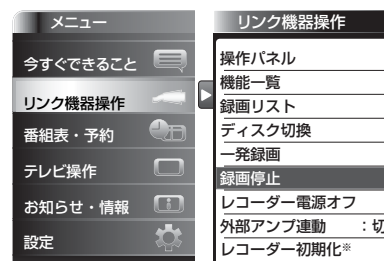 メニュー
今すぐできること
リンク機器操作
番組表・予約
テレビ操作
お知らせ・情報
設定
リンク機器操作
操作パネル
機能一覧
録画リスト
ディスク切換
一発録画
録画停止
レコーダー電源オフ
外部アンプ連動 ：切
レコーダー初期化※